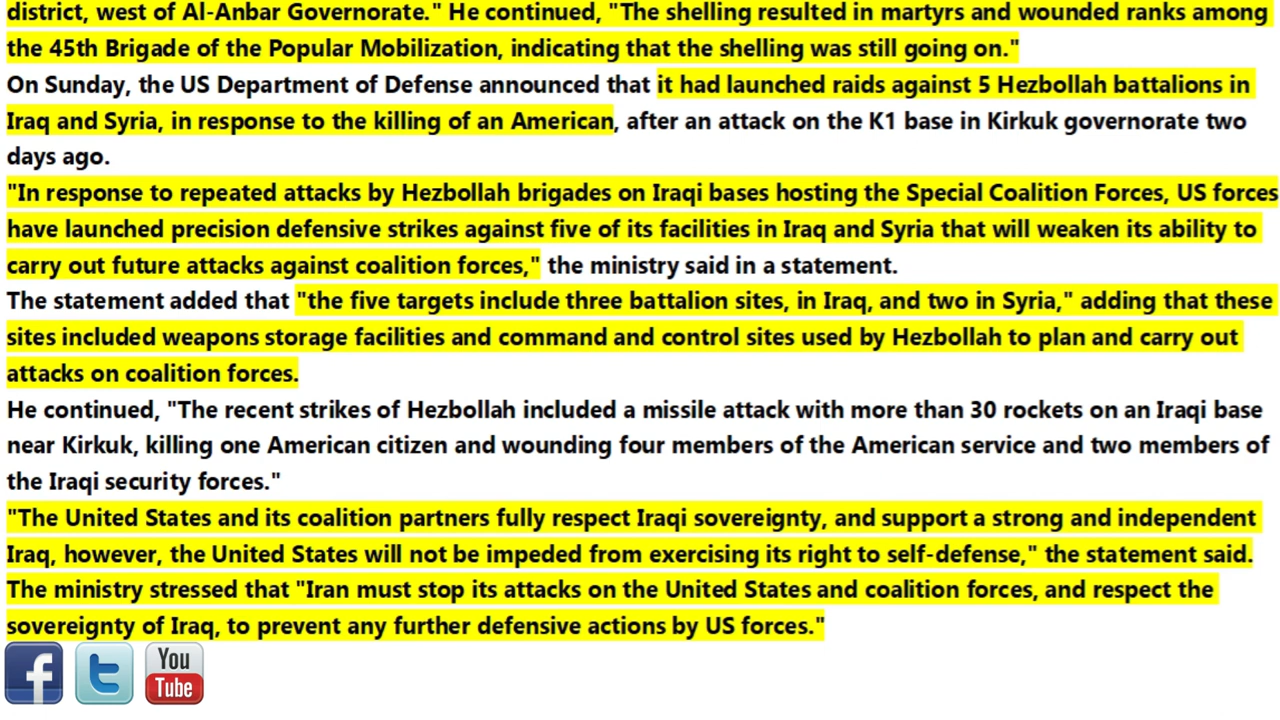 district, west of Al-Anbar Governorate." He continued, "The shelling resulted in martyrs and wounded ranks among
the 45th Brigade of the Popular Mobilization, indicating that the shelling was still going on."
On Sunday, the US Department of Defense announced that it had launched raids against 5 Hezbollah battalions in
Iraq and Syria, in response to the killing of an American, after an attack on the K1 base in Kirkuk governorate two
days ago.
"In response to repeated attacks by Hezbollah brigades on Iraqi bases hosting the Special Coalition Forces, US forces
have launched precision defensive strikes against five of its facilities in Iraq and Syria that will weaken its ability to
carry out future attacks against coalition forces," the ministry said in a statement.
The statement added that "the five targets include three battalion sites, in Iraq, and two in Syria," adding that these
sites included weapons storage facilities and command and control sites used by Hezbollah to plan and carry out
attacks on coalition forces.
He continued, "The recent strikes of Hezbollah included a missile attack with more than 30 rockets on an Iraqi base
near Kirkuk, killing one American citizen and wounding four members of the American service and two members of
the Iraqi security forces."
"The United States and its coalition partners fully respect Iraqi sovereignty, and support a strong and independent
Iraq, however, the United States will not be impeded from exercising its right to self-defense," the statement said.
The ministry stressed that "Iran must stop its attacks on the United States and coalition forces, and respect the
sovereignty of Iraq, to prevent any further defensive actions by US forces."
f t You
Tube